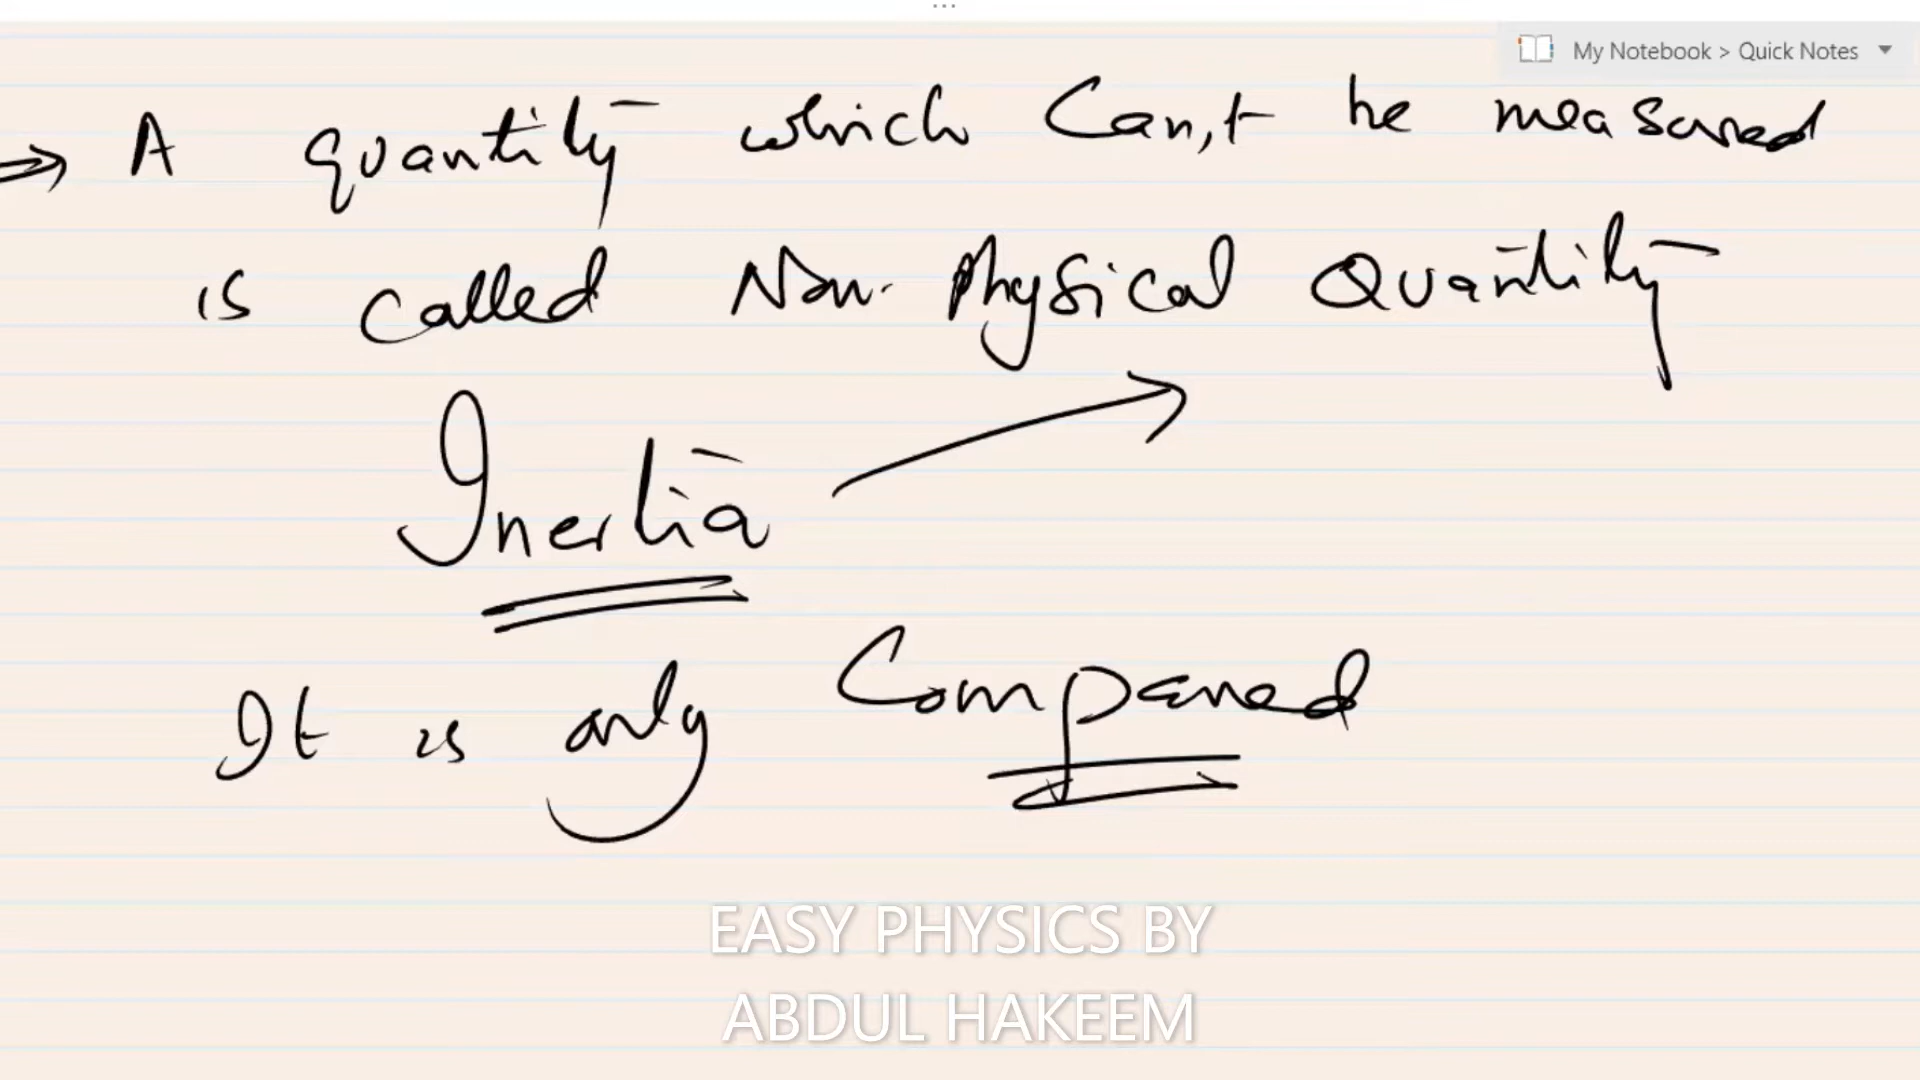 My Notebook > Quick Notes
⇒ A quantity which Can,t be measured
is called Non-Physical Quantity
Inertia
It is only Compared
EASY PHYSICS BY
ABDUL HAKEEM